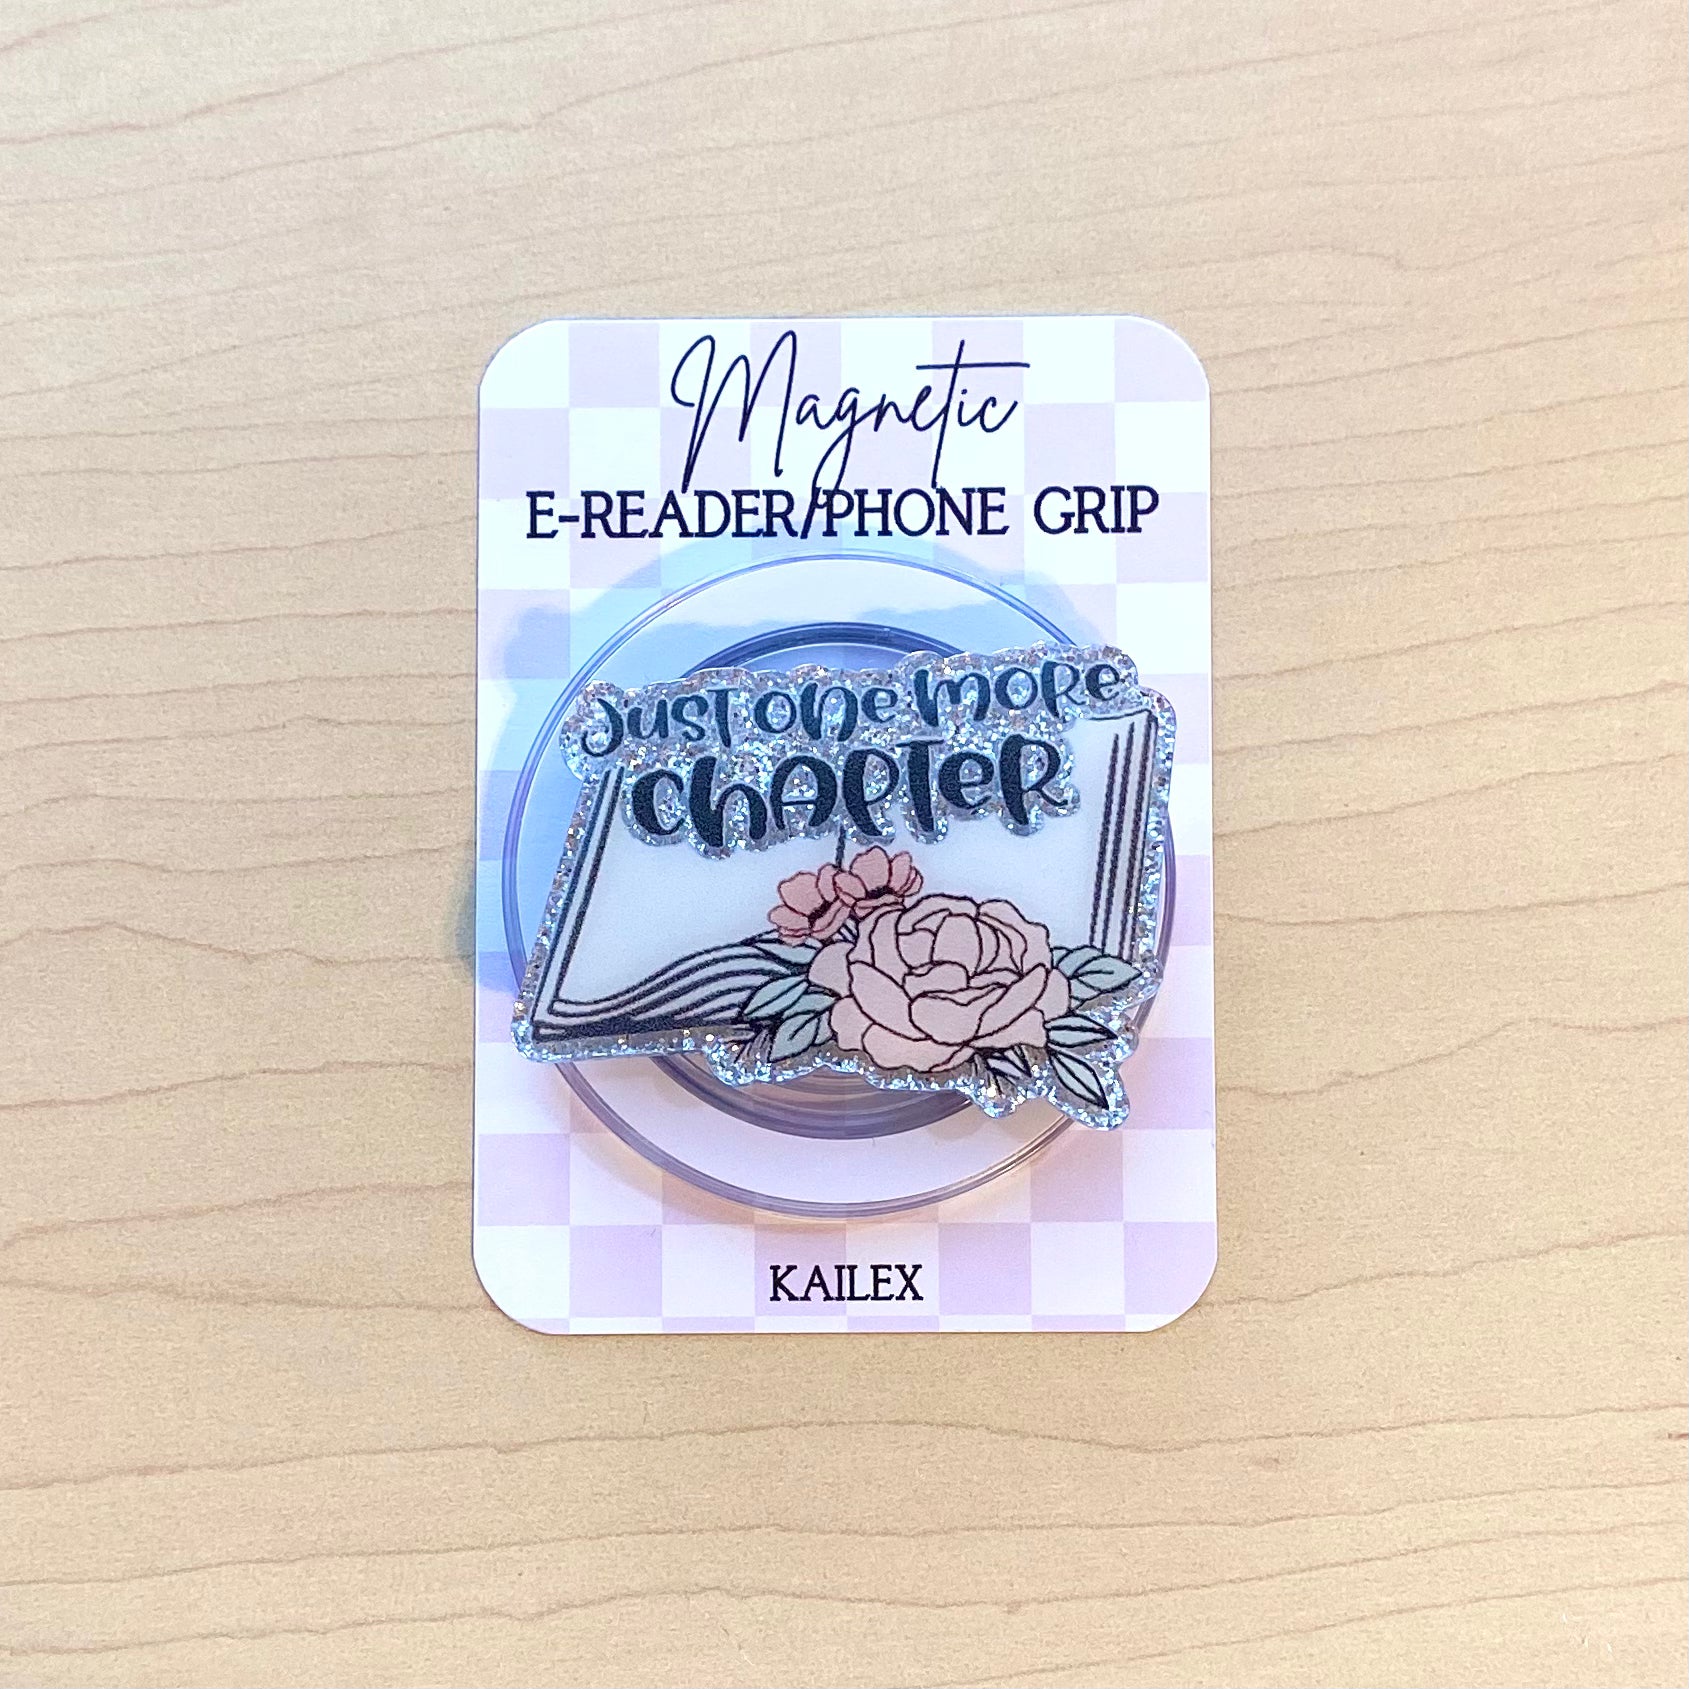 Magnetic
E-READER/PHONE GRIP
Just one more
chapter
KAILEX